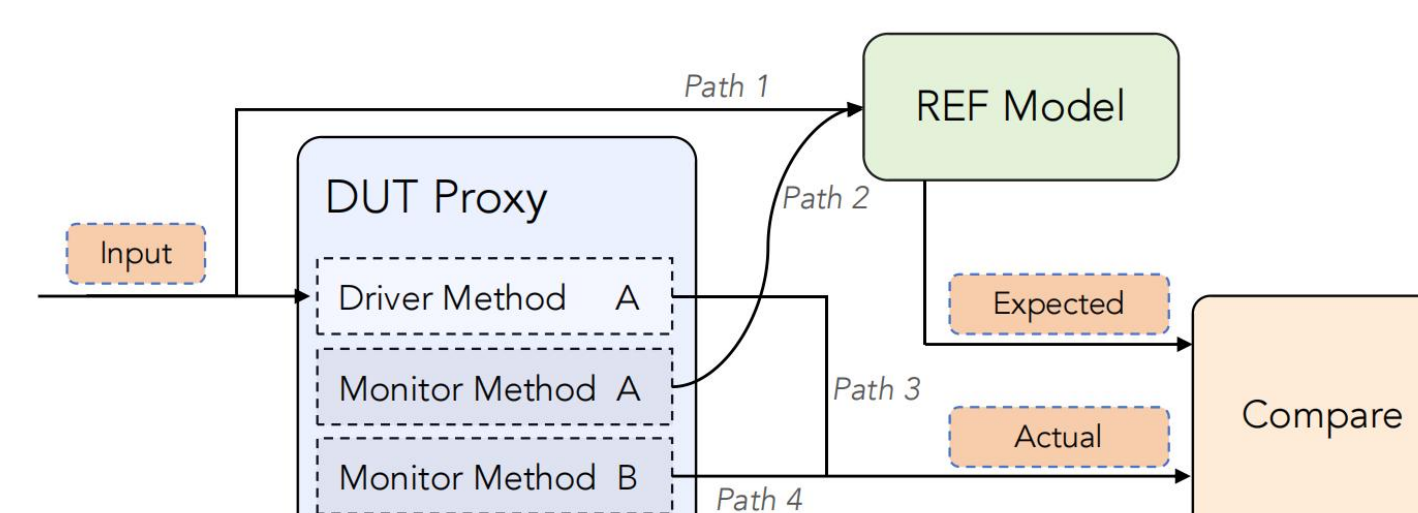 Path 1
REF Model
DUT Proxy
Path 2
Input
Driver Method A
Expected
Monitor Method A
Path 3
Compare
Actual
Monitor Method B
Path 4